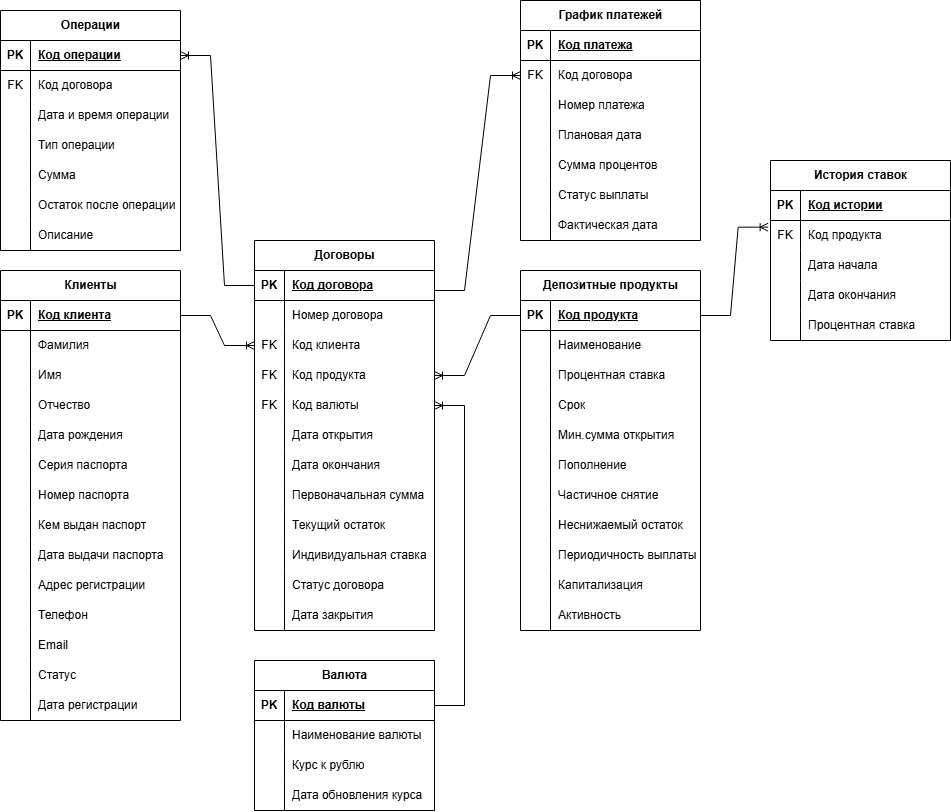 Операции
PK Код операции
FK Код договора
Дата и время операции
Тип операции
Сумма
Остаток после операции
Описание
График платежей
PK Код платежа
FK Код договора
Номер платежа
Плановая дата
Сумма процентов
Статус выплаты
Фактическая дата
История ставок
PK Код истории
FK Код продукта
Дата начала
Дата окончания
Процентная ставка
Клиенты
PK Код клиента
Фамилия
Имя
Отчество
Дата рождения
Серия паспорта
Номер паспорта
Кем выдан паспорт
Дата выдачи паспорта
Адрес регистрации
Телефон
Email
Статус
Дата регистрации
Договоры
PK Код договора
Номер договора
FK Код клиента
FK Код продукта
FK Код валюты
Дата открытия
Дата окончания
Первоначальная сумма
Текущий остаток
Индивидуальная ставка
Статус договора
Дата закрытия
Депозитные продукты
PK Код продукта
Наименование
Процентная ставка
Срок
Мин.сумма открытия
Пополнение
Частичное снятие
Неснижаемый остаток
Периодичность выплаты
Капитализация
Активность
Валюта
PK Код валюты
Наименование валюты
Курс к рублю
Дата обновления курса